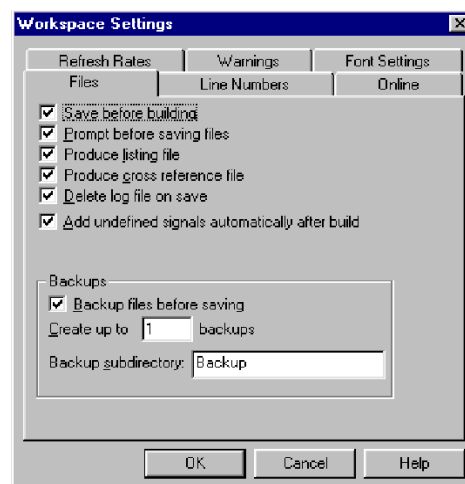 Workspace Settings
Refresh Rates Warnings Font Settings
Files Line Numbers Online
Save before building
Prompt before saving files
Produce listing file
Produce cross reference file
Delete log file on save
Add undefined signals automatically after build
Backups
Backup files before saving
Create up to 1 backups
Backup subdirectory: Backup
OK Cancel Help